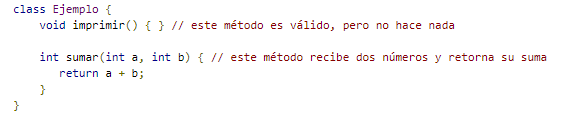 class Ejemplo {
    void imprimir() { } // este método es válido, pero no hace nada

    int sumar(int a, int b) { // este método recibe dos números y retorna su suma
       return a + b;
    }
}